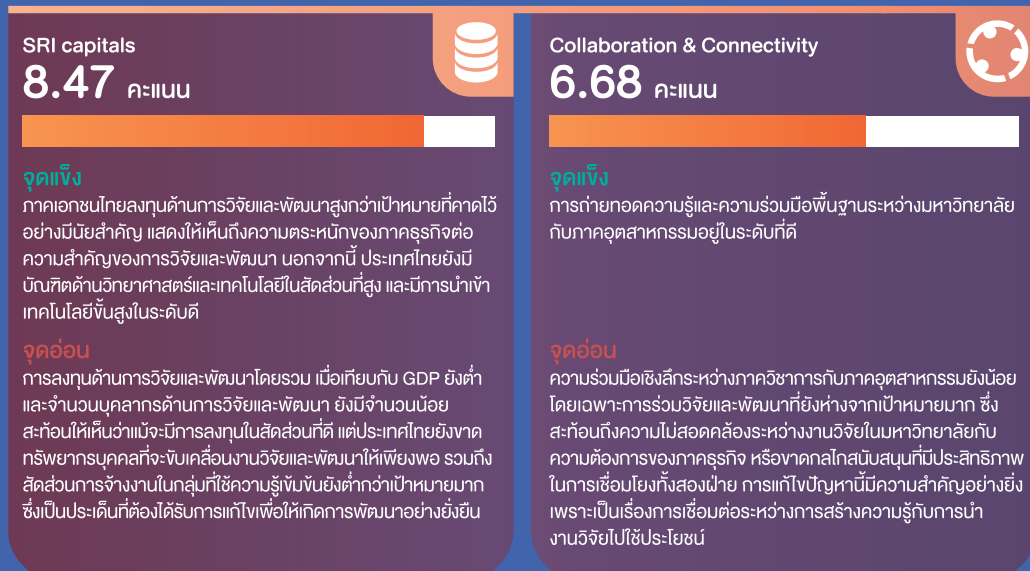 SRI capitals
8.47 คะแนน
จุดแข็ง
ภาคเอกชนไทยลงทุนด้านการวิจัยและพัฒนาสูงกว่าเป้าหมายที่คาดไว้
อย่างมีนัยสำคัญ แสดงให้เห็นถึงความตระหนักของภาคธุรกิจต่อ
ความสำคัญของการวิจัยและพัฒนา นอกจากนี้ ประเทศไทยยังมี
บัณฑิตด้านวิทยาศาสตร์และเทคโนโลยีในสัดส่วนที่สูง และมีการนำเข้า
เทคโนโลยีขั้นสูงในระดับดี
จุดอ่อน
การลงทุนด้านการวิจัยและพัฒนาโดยรวม เมื่อเทียบกับ GDP ยังต่ำ
และจำนวนบุคลากรด้านการวิจัยและพัฒนา ยังมีจำนวนน้อย
สะท้อนให้เห็นว่าแม้จะมีการลงทุนในสัดส่วนที่ดี แต่ประเทศไทยยังขาด
ทรัพยากรบุคคลที่จะขับเคลื่อนงานวิจัยและพัฒนาให้เพียงพอ รวมถึง
สัดส่วนการจ้างงานในกลุ่มที่ใช้ความรู้เข้มข้นยังต่ำกว่าเป้าหมายมาก
ซึ่งเป็นประเด็นที่ต้องได้รับการแก้ไขเพื่อให้เกิดการพัฒนาอย่างยั่งยืน
Collaboration & Connectivity
6.68 คะแนน
จุดแข็ง
การถ่ายทอดความรู้และความร่วมมือพื้นฐานระหว่างมหาวิทยาลัย
กับภาคอุตสาหกรรมอยู่ในระดับที่ดี
จุดอ่อน
ความร่วมมือเชิงลึกระหว่างภาควิชาการกับภาคอุตสาหกรรมยังน้อย
โดยเฉพาะการร่วมวิจัยและพัฒนาที่ยังห่างจากเป้าหมายมาก ซึ่ง
สะท้อนถึงความไม่สอดคล้องระหว่างงานวิจัยในมหาวิทยาลัยกับ
ความต้องการของภาคธุรกิจ หรือขาดกลไกสนับสนุนที่มีประสิทธิภาพ
ในการเชื่อมโยงทั้งสองฝ่าย การแก้ไขปัญหานี้มีความสำคัญอย่างยิ่ง
เพราะเป็นเรื่องการเชื่อมต่อระหว่างการสร้างความรู้กับการนำ
งานวิจัยไปใช้ประโยชน์